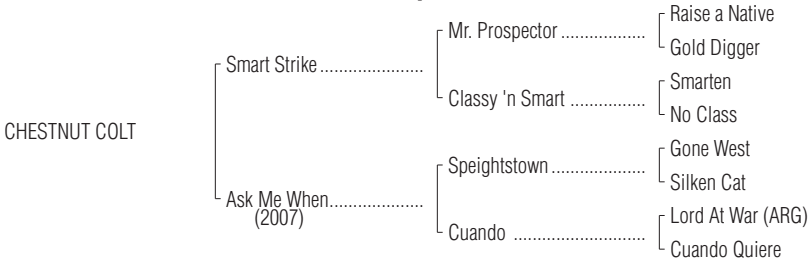 Raise a Native
Mr. Prospector ..................
Gold Digger
Smart Strike ......................
Smarten
Classy 'n Smart ................
No Class
CHESTNUT COLT
Gone West
Speightstown ....................
Silken Cat
Ask Me When....................
(2007)
Lord At War (ARG)
Cuando ............................
Cuando Quiere